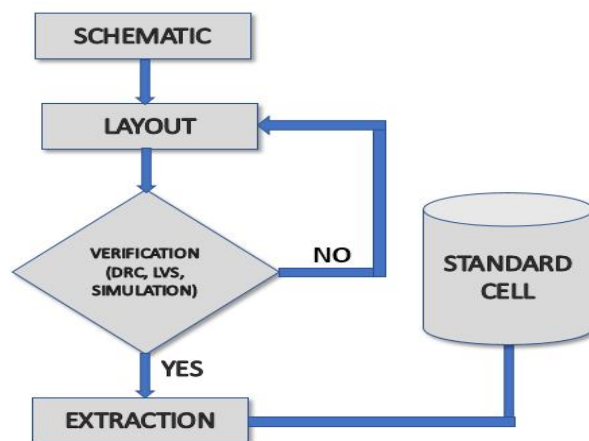 SCHEMATIC
LAYOUT
VERIFICATION
(DRC, LVS,
SIMULATION)
NO
STANDARD
CELL
YES
EXTRACTION